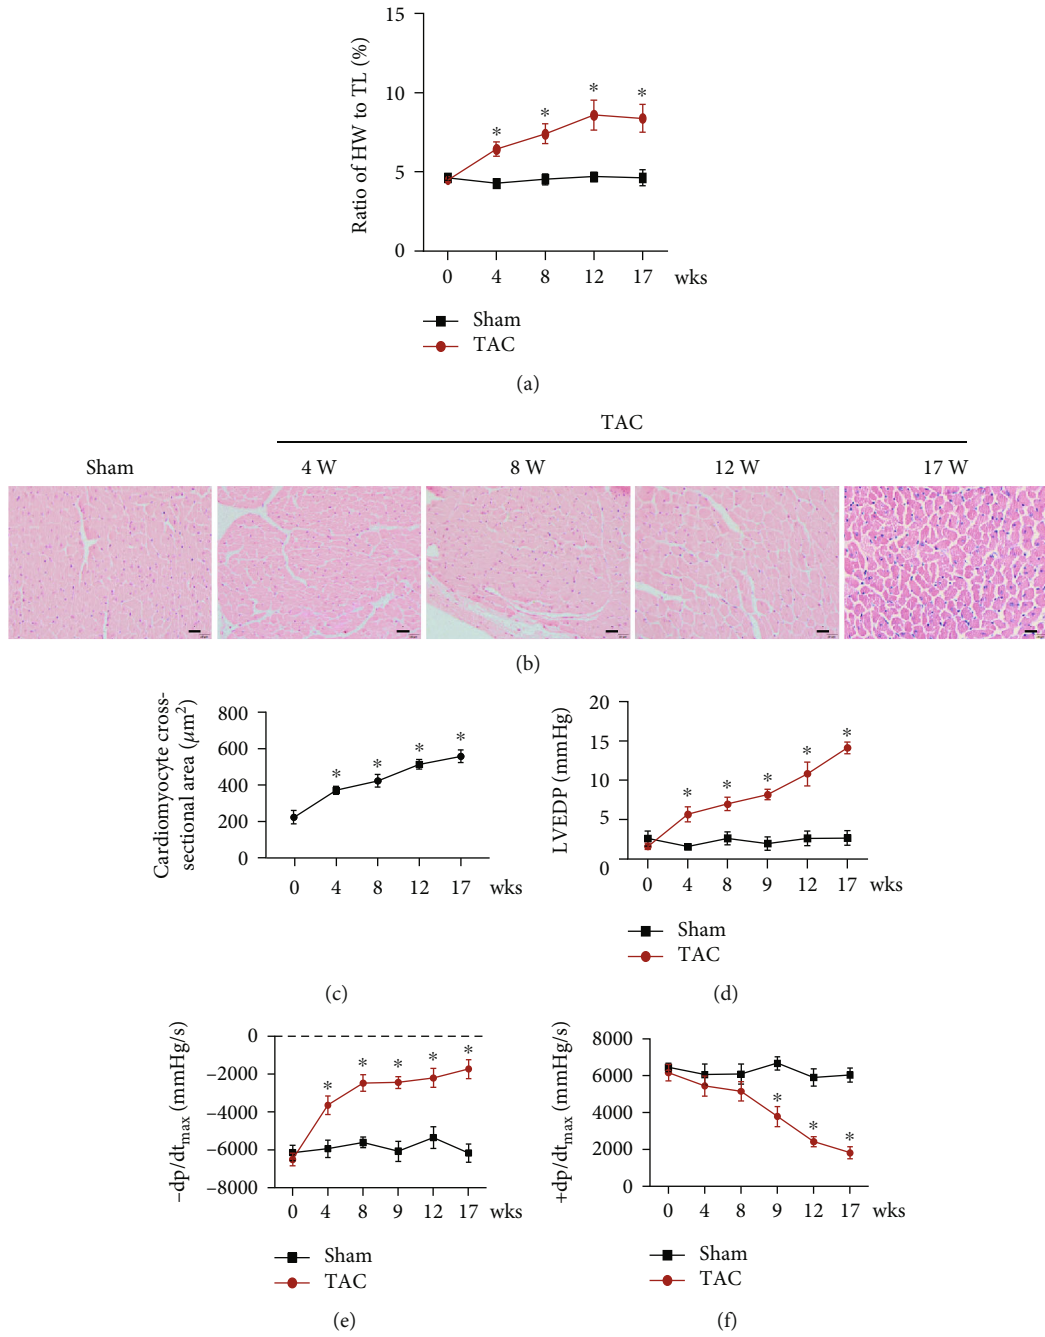 15
10
5
0
Ratio of HW to TL (%)
* * * *
0 4 8 12 17 wks
Sham
TAC
(a)
TAC
Sham 4 W 8 W 12 W 17 W
(b)
Cardiomyocyte cross-
sectional area (μm²)
800
600
400
200
0
* * * *
0 4 8 12 17 wks
(c)
LVEDP (mmHg)
20
15
10
5
0
* * * * *
0 4 8 9 12 17 wks
Sham
TAC
(d)
−dp/dtmax (mmHg/s)
0
−2000
−4000
−6000
−8000
* * * * *
0 4 8 9 12 17 wks
Sham
TAC
(e)
+dp/dtmax (mmHg/s)
8000
6000
4000
2000
0
* * *
0 4 8 9 12 17 wks
Sham
TAC
(f)